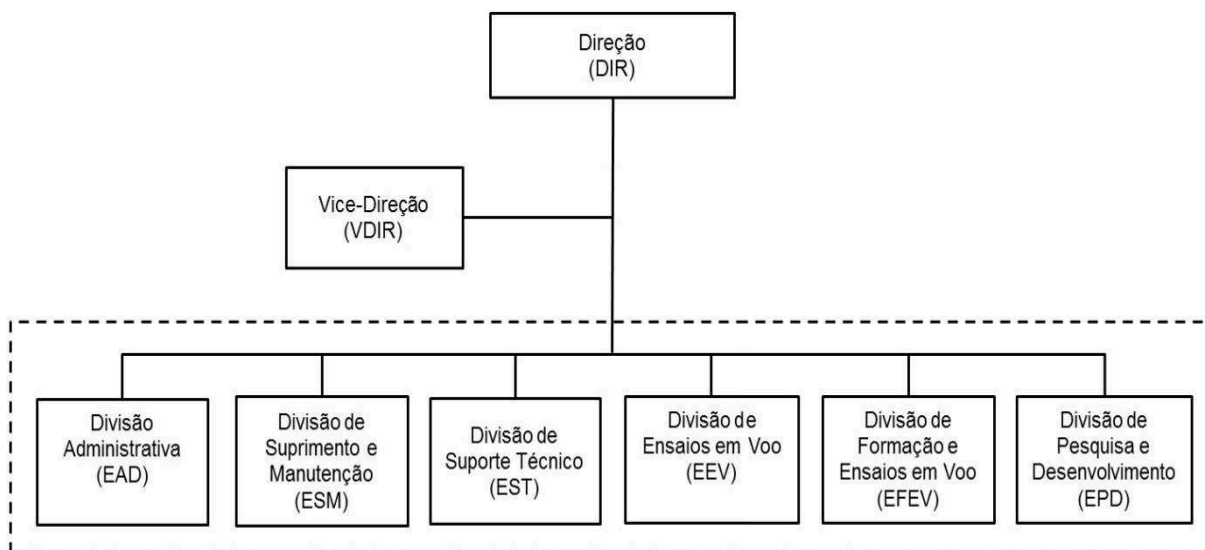 Direção
(DIR)
Vice-Direção
(VDIR)
Divisão
Administrativa
(EAD)
Divisão de
Suprimento e
Manutenção
(ESM)
Divisão de
Suporte Técnico
(EST)
Divisão de
Ensaios em Voo
(EEV)
Divisão de
Formação e
Ensaios em Voo
(EFEV)
Divisão de
Pesquisa e
Desenvolvimento
(EPD)